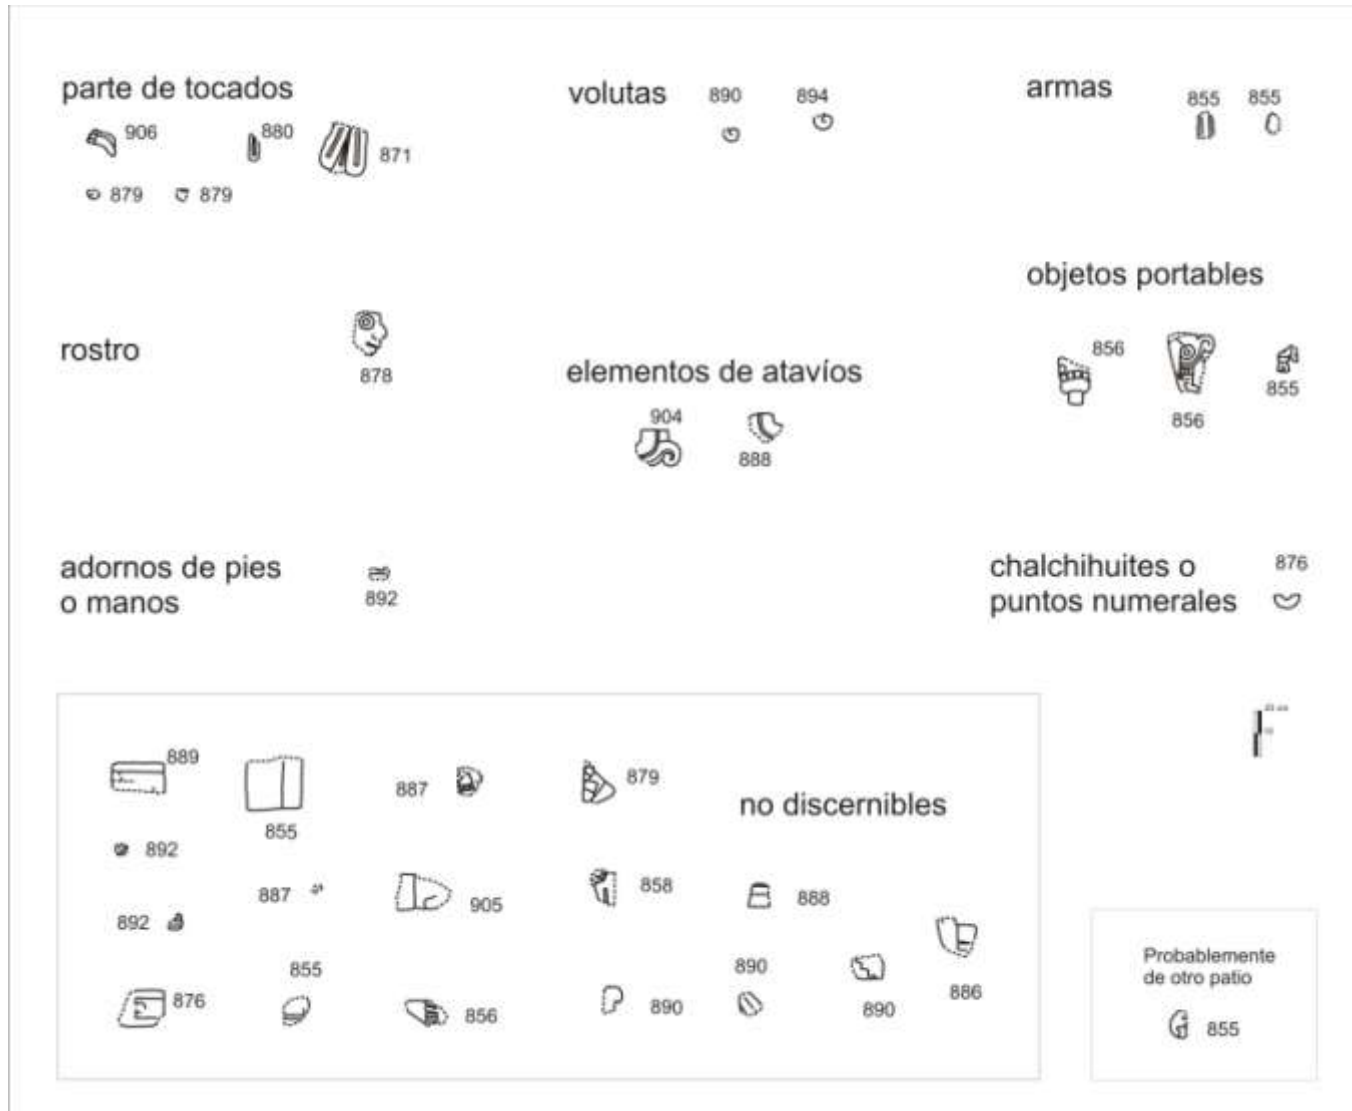 parte de tocados
906
880
871
879
879
volutas
890
894
armas
855
855
objetos portables
856
856
855
rostro
878
elementos de atavíos
904
888
adornos de pies
o manos
892
chalchihuites o
puntos numerales
876
889
855
887
879
no discernibles
892
887
905
858
888
892
886
876
855
856
890
890
890
Probablemente
de otro patio
855